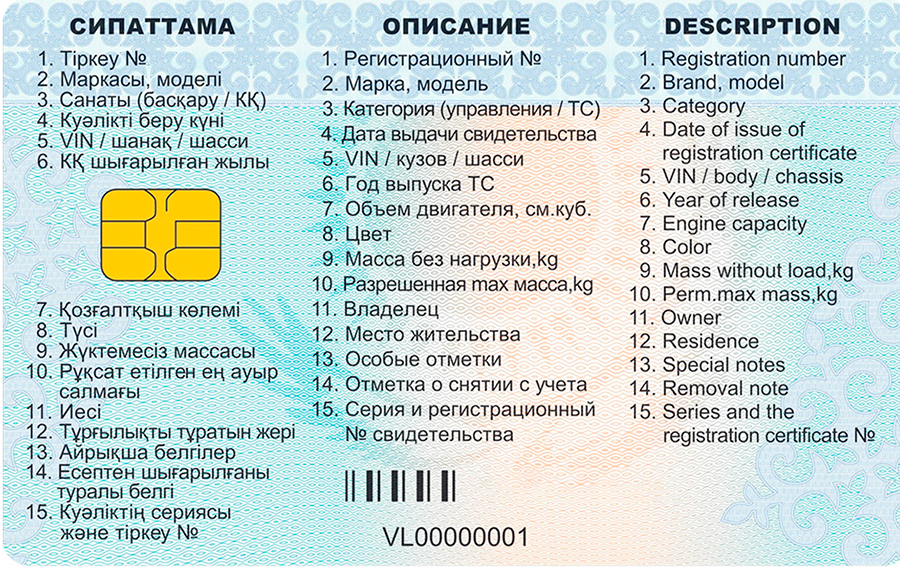 СИПАТТАМА
1. Тіркеу №
2. Маркасы, моделі
3. Санаты (басқару / КҚ)
4. Куәлікті беру күні
5. VIN / шанақ / шасси
6. КҚ шығарылған жылы
7. Қозғалтқыш көлемі
8. Түсі
9. Жүктемесіз массасы
10. Рұқсат етілген ең ауыр
салмағы
11. Иесі
12. Тұрғылықты тұратын жері
13. Айрықша белгілер
14. Есептен шығарылғаны
туралы белгі
15. Куәліктің сериясы
және тіркеу №
ОПИСАНИЕ
1. Регистрационный №
2. Марка, модель
3. Категория (управления / ТС)
4. Дата выдачи свидетельства
5. VIN / кузов / шасси
6. Год выпуска ТС
7. Объем двигателя, см.куб.
8. Цвет
9. Масса без нагрузки,kg
10. Разрешенная max масса,kg
11. Владелец
12. Место жительства
13. Особые отметки
14. Отметка о снятии с учета
15. Серия и регистрационный
№ свидетельства
VL00000001
DESCRIPTION
1. Registration number
2. Brand, model
3. Category
4. Date of issue of
registration certificate
5. VIN / body / chassis
6. Year of release
7. Engine capacity
8. Color
9. Mass without load,kg
10. Perm.max mass,kg
11. Owner
12. Residence
13. Special notes
14. Removal note
15. Series and the
registration certificate №